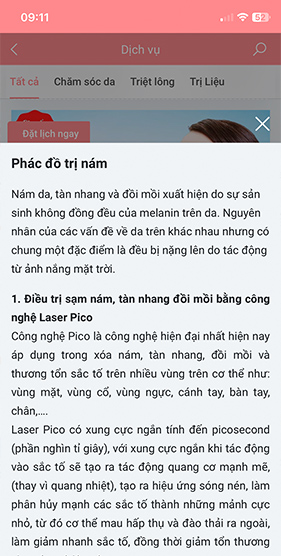 09:11
52
Dịch vụ
Tất cả
Chăm sóc da
Triệt lông
Trị Liệu
Đặt lịch ngay
Phác đồ trị nám
Nám da, tàn nhang và đồi mồi xuất hiện do sự sản
sinh không đồng đều của melanin trên da. Nguyên
nhân của các vấn đề về da trên khác nhau nhưng có
chung một đặc điểm là đều bị nặng lên do tác động
từ ánh nắng mặt trời.
1. Điều trị sạm nám, tàn nhang đồi mồi bằng công
nghệ Laser Pico
Công nghệ Pico là công nghệ hiện đại nhất hiện nay
áp dụng trong xóa nám, tàn nhang, đồi mồi và
thương tổn sắc tố trên nhiều vùng trên cơ thể như:
vùng mặt, vùng cổ, vùng ngực, cánh tay, bàn tay,
chân,....
Laser Pico có xung cực ngắn tính đến picosecond
(phần nghìn tỉ giây), với xung cực ngắn khi tác động
vào sắc tố sẽ tạo ra tác động quang cơ mạnh mẽ,
(thay vì quang nhiệt), tạo ra hiệu ứng sóng nén, làm
phân hủy mạnh các sắc tố thành những mảnh cực
nhỏ, từ đó cơ thể mau hấp thụ và đào thải ra ngoài,
làm giảm nhanh sắc tố, đồng thời giảm tổn thương